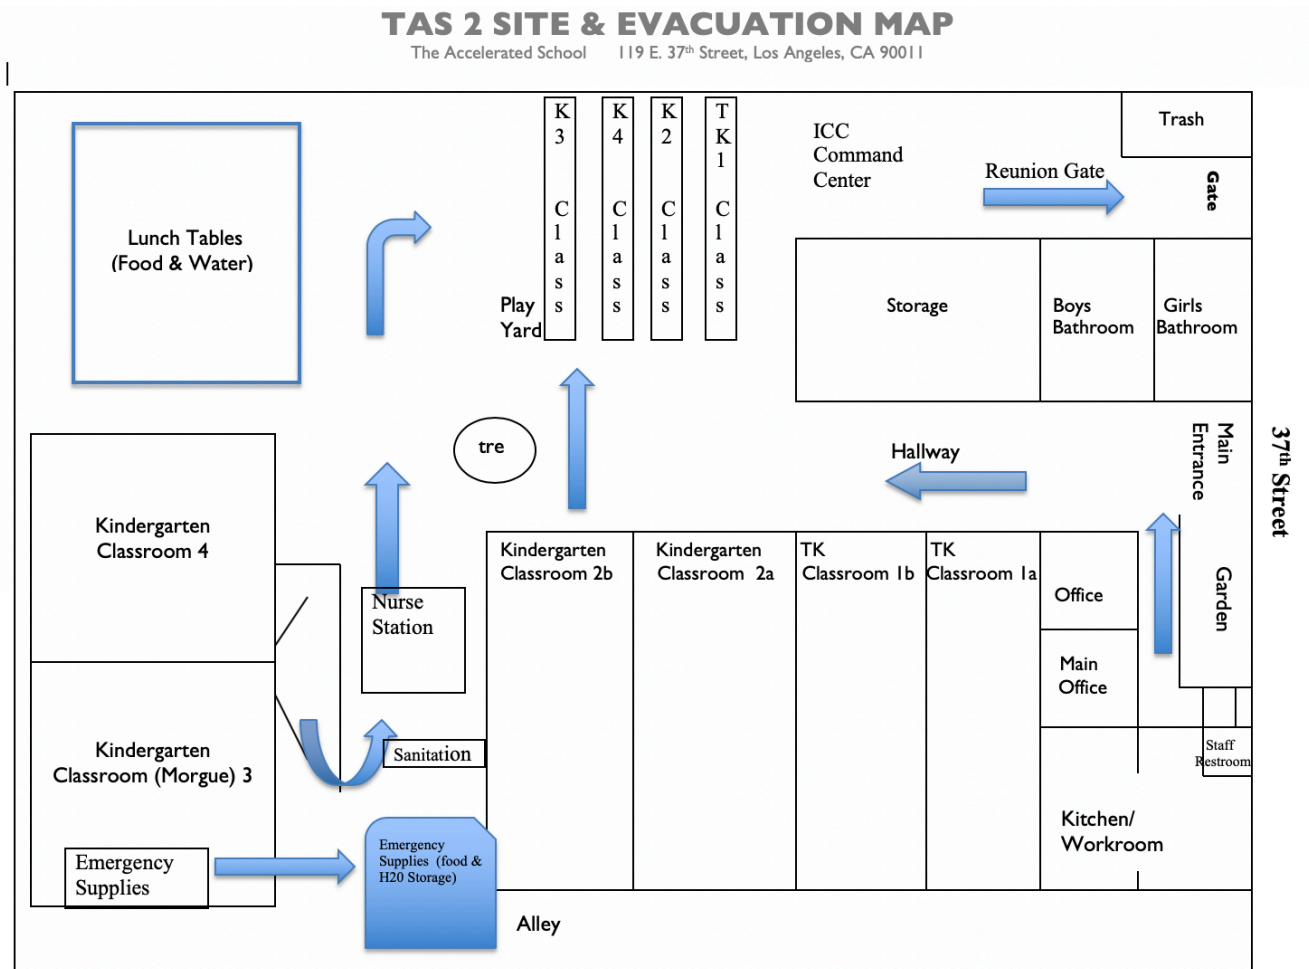 TAS 2 SITE & EVACUATION MAP
The Accelerated School 119 E. 37th Street, Los Angeles, CA 90011
K
3
C
l
a
s
s
K
4
C
l
a
s
s
K
2
C
l
a
s
s
T
K
1
C
l
a
s
s
ICC
Command
Center
Trash
Reunion Gate
Gate
Lunch Tables
(Food & Water)
Play
Yard
Storage
Boys
Bathroom
Girls
Bathroom
tre
Hallway
Main
Entrance
37th Street
Kindergarten
Classroom 4
Kindergarten
Classroom 2b
Kindergarten
Classroom 2a
TK
Classroom 1b
TK
Classroom 1a
Office
Garden
Nurse
Station
Main
Office
Kindergarten
Classroom (Morgue) 3
Sanitation
Staff
Restroom
Kitchen/
Workroom
Emergency
Supplies
Emergency
Supplies (food &
H20 Storage)
Alley